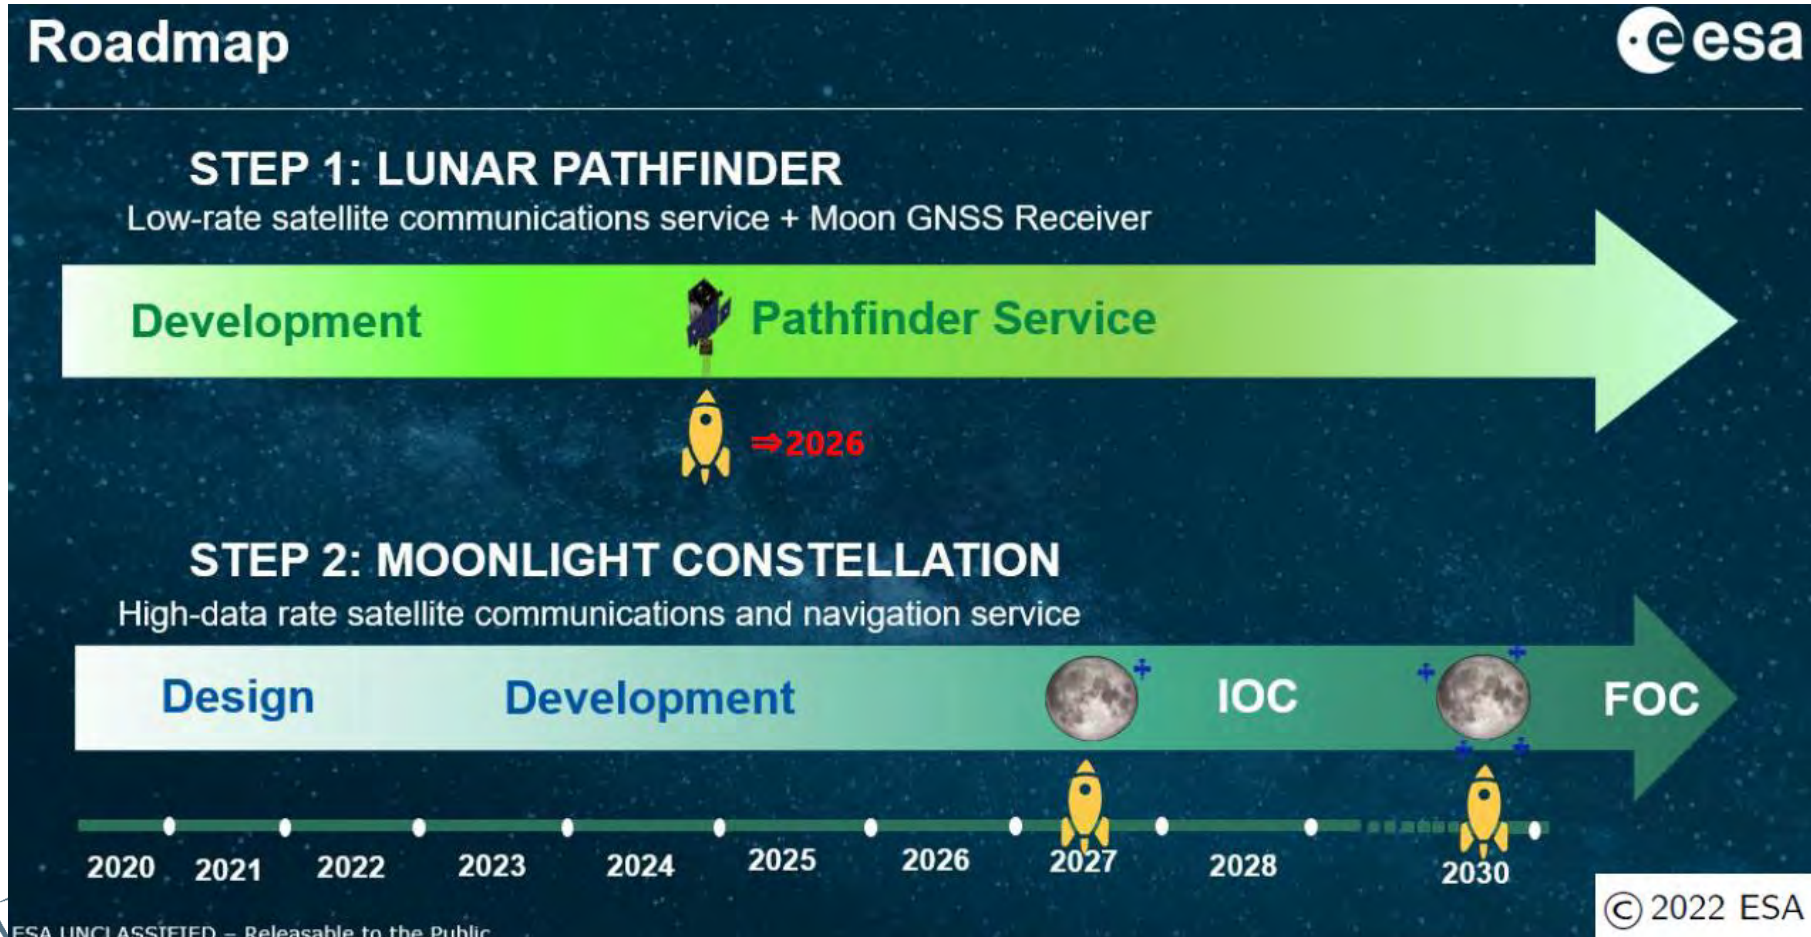 Roadmap
esa
STEP 1: LUNAR PATHFINDER
Low-rate satellite communications service + Moon GNSS Receiver
Development
Pathfinder Service
⇒2026
STEP 2: MOONLIGHT CONSTELLATION
High-data rate satellite communications and navigation service
Design
Development
IOC
FOC
2020 2021 2022 2023 2024 2025 2026 2027 2028 2030
© 2022 ESA
ESA UNCLASSIFIED – Releasable to the Public